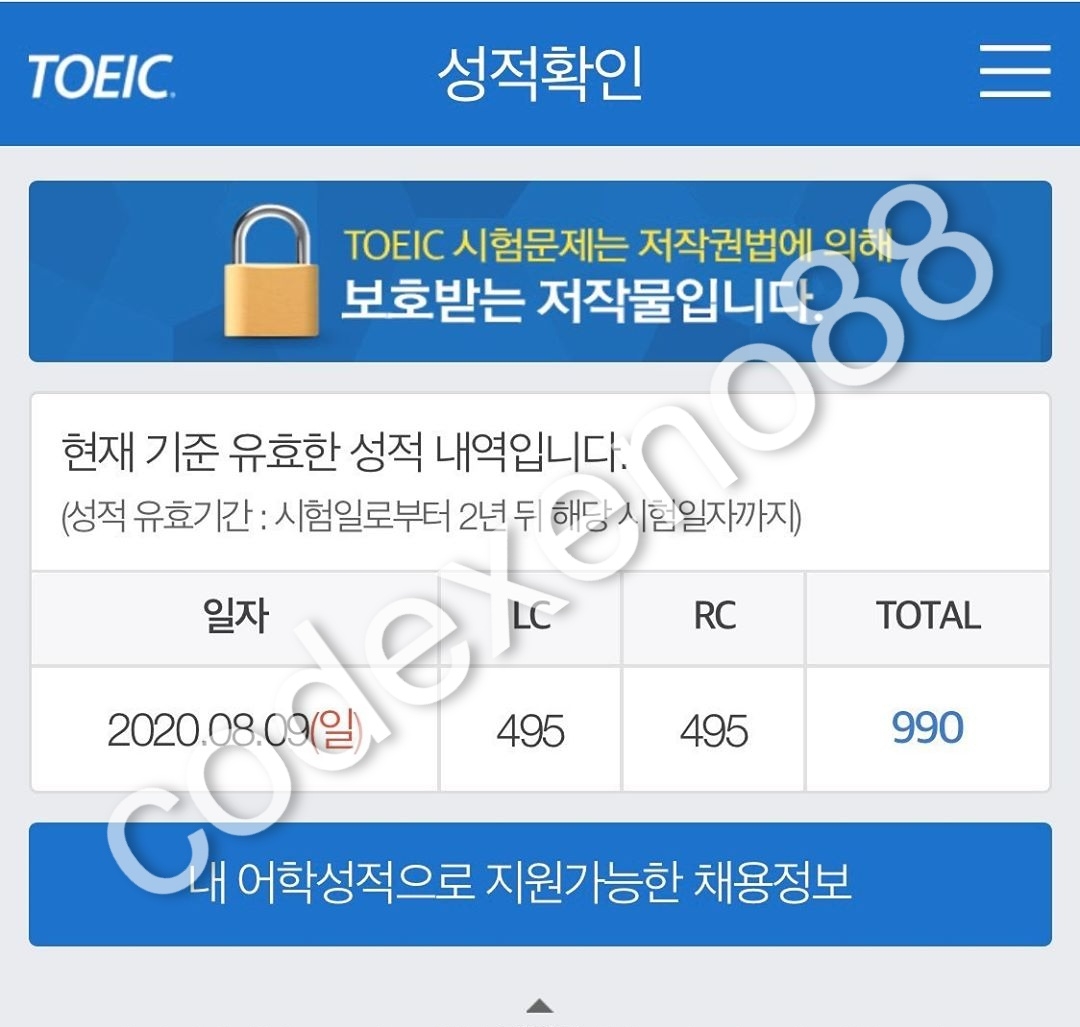 TOEIC
성적확인
TOEIC 시험문제는 저작권법에 의해
보호받는 저작물입니다.
현재 기준 유효한 성적 내역입니다.
(성적 유효기간 : 시험일로부터 2년 뒤 해당 시험일자까지)
일자 LC RC TOTAL
2020.08.09(일) 495 495 990
내 어학성적으로 지원가능한 채용정보
codexeno88